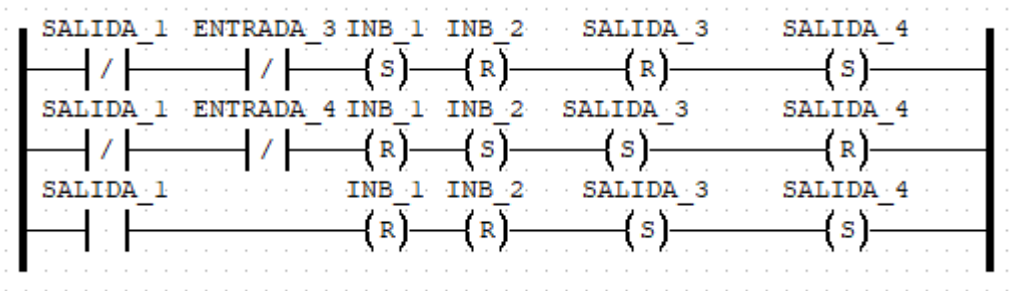 SALIDA_1 ENTRADA_3 INB_1 INB_2 SALIDA_3 SALIDA_4
/ / S R R S
SALIDA_1 ENTRADA_4 INB_1 INB_2 SALIDA_3 SALIDA_4
/ / R S S R
SALIDA_1 INB_1 INB_2 SALIDA_3 SALIDA_4
R R S S